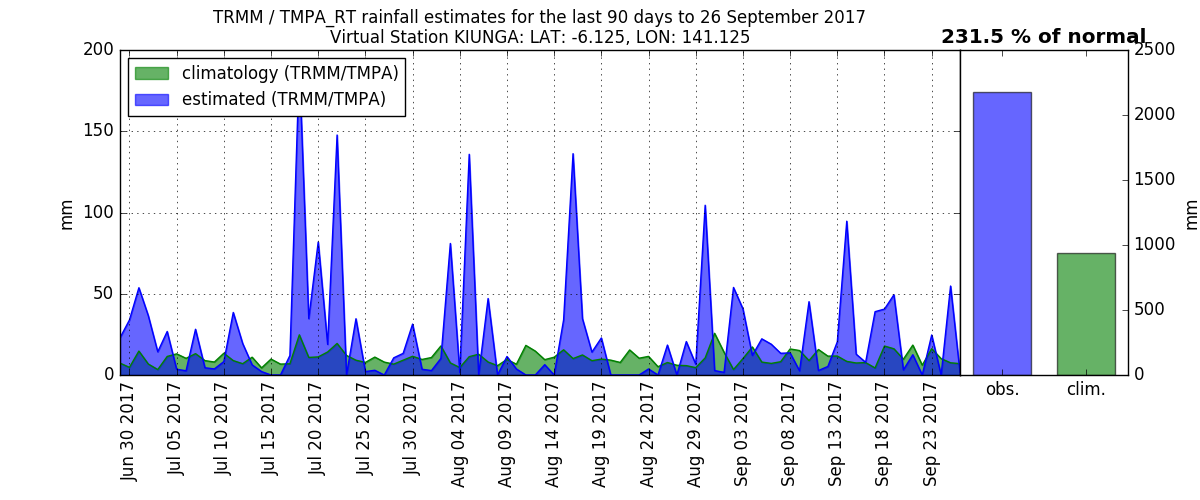 TRMM / TMPA_RT rainfall estimates for the last 90 days to 26 September 2017
Virtual Station KIUNGA: LAT: -6.125, LON: 141.125
231.5 % of normal
climatology (TRMM/TMPA)
estimated (TRMM/TMPA)
200
150
100
50
0
mm
2500
2000
1500
1000
500
0
mm
Jun 30 2017
Jul 05 2017
Jul 10 2017
Jul 15 2017
Jul 20 2017
Jul 25 2017
Jul 30 2017
Aug 04 2017
Aug 09 2017
Aug 14 2017
Aug 19 2017
Aug 24 2017
Aug 29 2017
Sep 03 2017
Sep 08 2017
Sep 13 2017
Sep 18 2017
Sep 23 2017
obs.
clim.